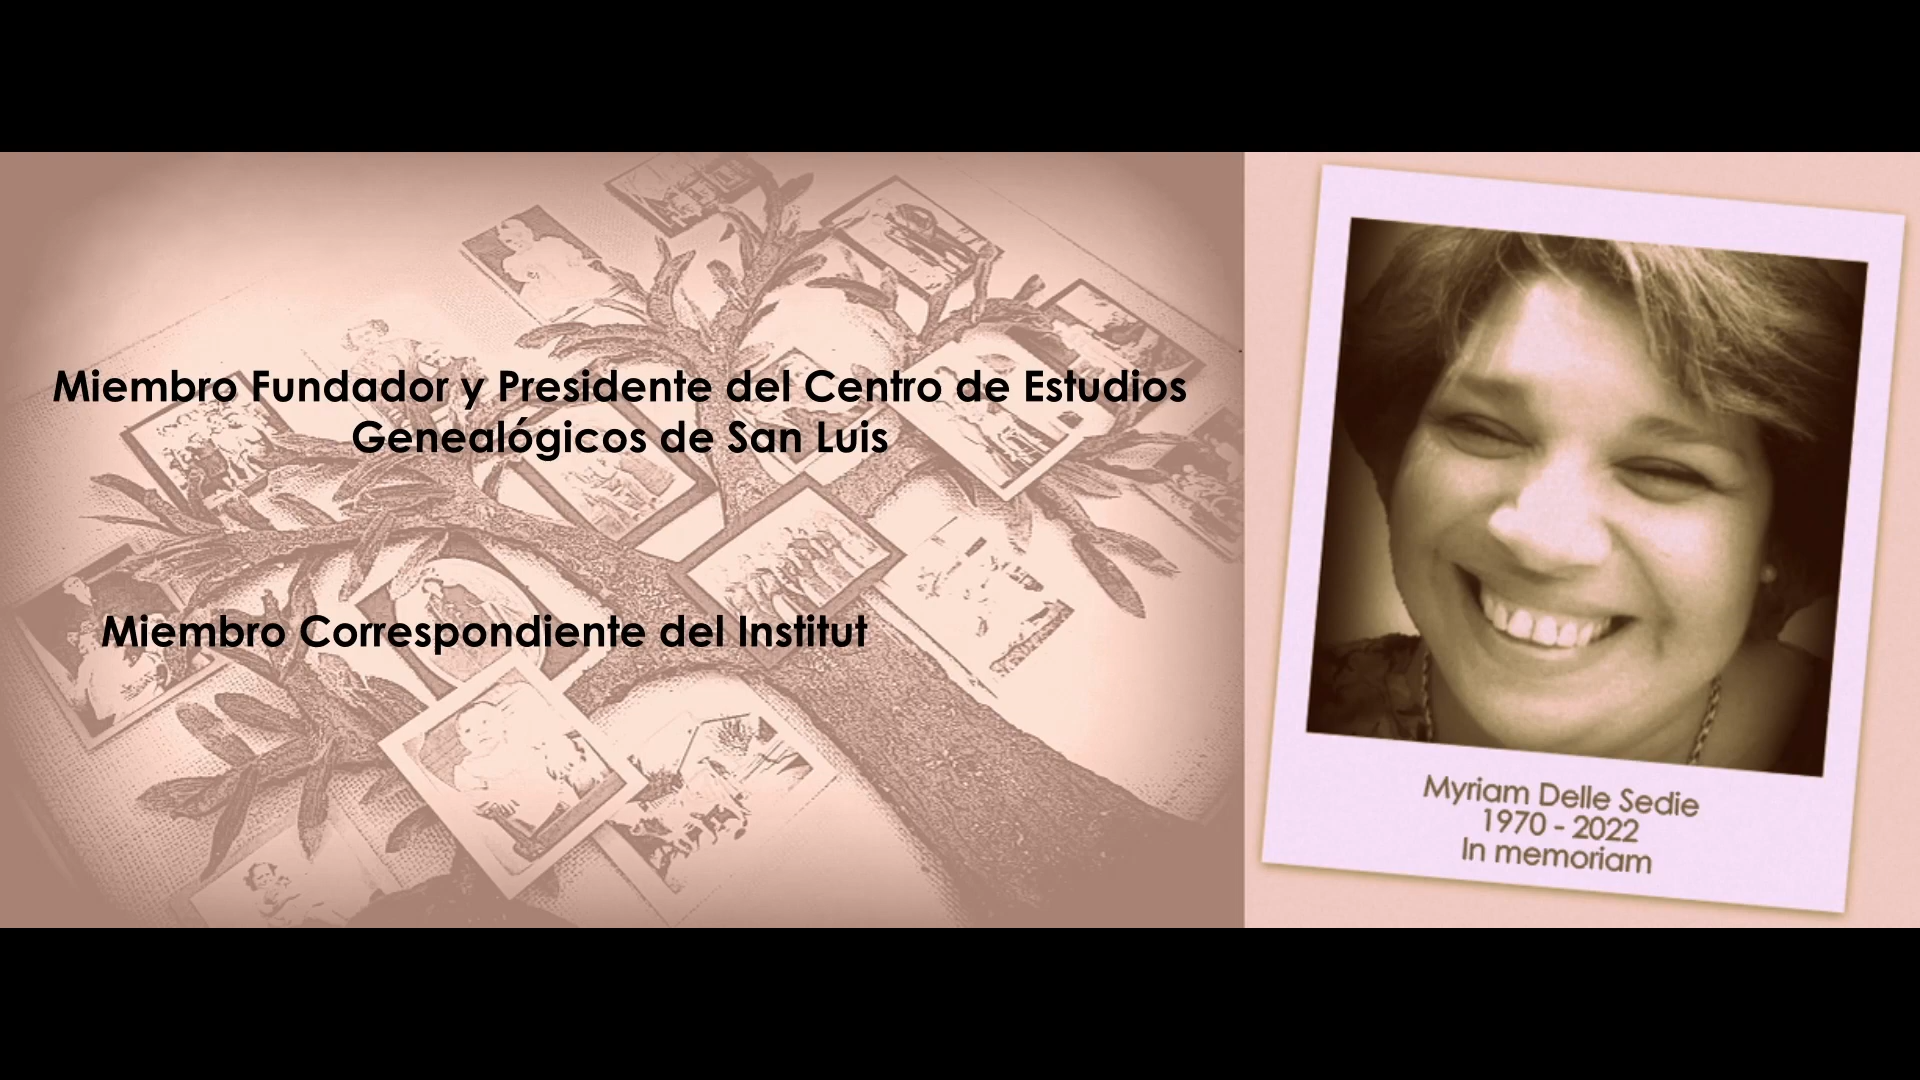 Miembro Fundador y Presidente del Centro de Estudios
Genealógicos de San Luis
Miembro Correspondiente del Institut
Myriam Delle Sedie
1970 - 2022
In memoriam